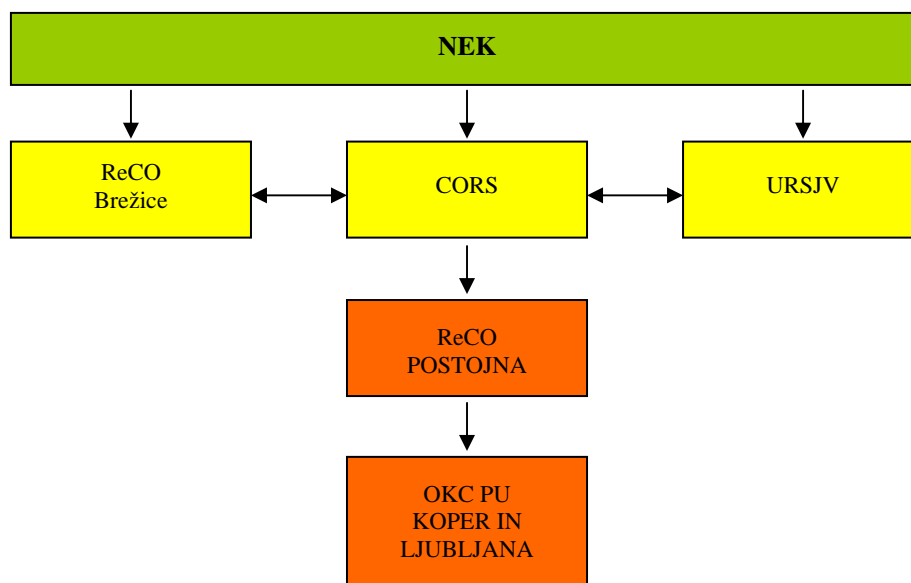 NEK
ReCO
Brežice
CORS
URSJV
ReCO
POSTOJNA
OKC PU
KOPER IN
LJUBLJANA